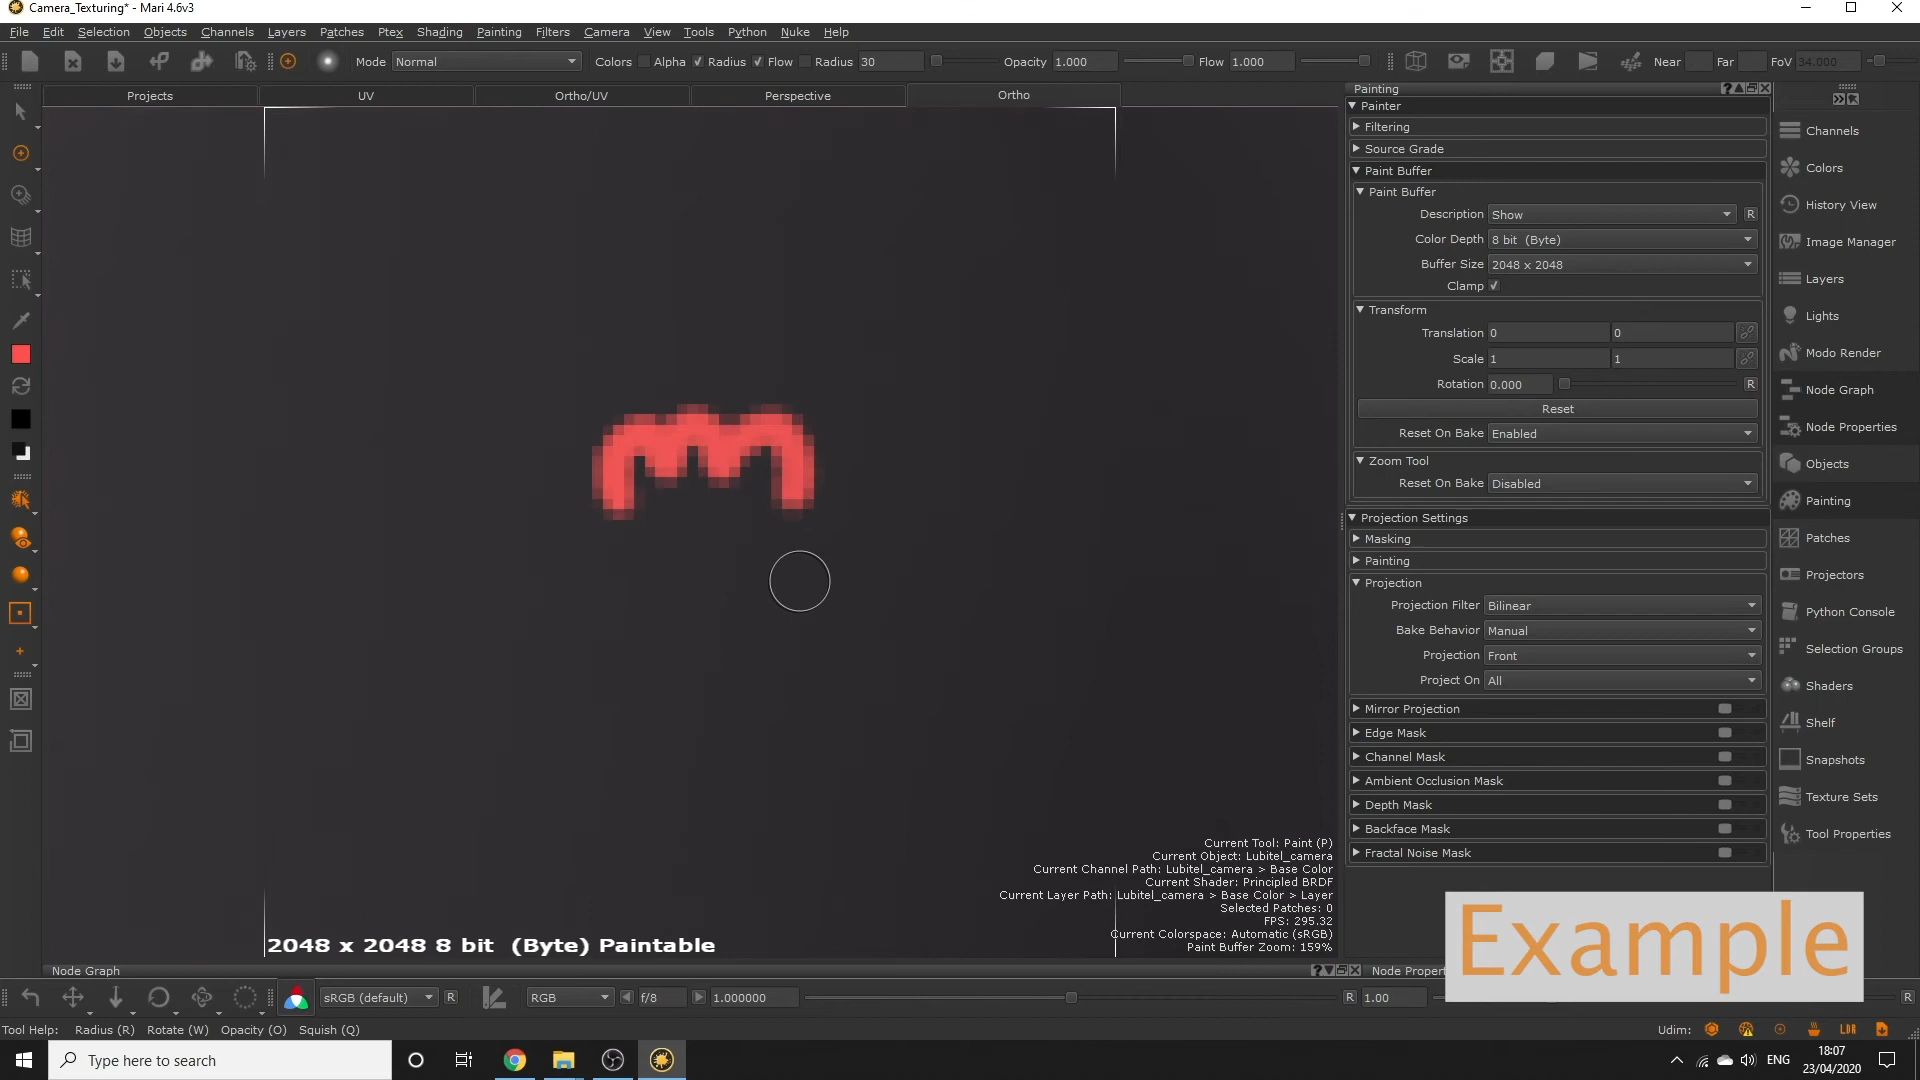 Camera_Texturing* - Mari 4.6v3
File Edit Selection Objects Channels Layers Patches Ptex Shading Painting Filters Camera View Tools Python Nuke Help
Mode Normal Colors Alpha Radius Flow Radius 30 Opacity 1.000 Flow 1.000 Near Far FoV 34.000
Projects UV Ortho/UV Perspective Ortho
Painting
Painter
Filtering
Source Grade
Paint Buffer
Paint Buffer
Description Show R
Color Depth 8 bit (Byte)
Buffer Size 2048 x 2048
Clamp
Transform
Translation 0 0
Scale 1 1
Rotation 0.000 R
Reset
Reset On Bake Enabled
Zoom Tool
Reset On Bake Disabled
Projection Settings
Masking
Painting
Projection
Projection Filter Bilinear
Bake Behavior Manual
Projection Front
Project On All
Mirror Projection
Edge Mask
Channel Mask
Ambient Occlusion Mask
Depth Mask
Backface Mask
Fractal Noise Mask
Channels
Colors
History View
Image Manager
Layers
Lights
Modo Render
Node Graph
Node Properties
Objects
Painting
Patches
Projectors
Python Console
Selection Groups
Shaders
Shelf
Snapshots
Texture Sets
Tool Properties
Current Tool: Paint (P)
Current Object: Lubitel_camera
Current Channel Path: Lubitel_camera > Base Color
Current Shader: Principled BRDF
Current Layer Path: Lubitel_camera > Base Color > Layer
Selected Patches: 0
FPS: 295.32
Current Colorspace: Automatic (sRGB)
Paint Buffer Zoom: 159%
2048 x 2048 8 bit (Byte) Paintable
Example
Node Graph Node Propert
sRGB (default) R RGB f/8 1.000000 R 1.00 R
Tool Help: Radius (R) Rotate (W) Opacity (O) Squish (Q) Udim: LDR
Type here to search
ENG
18:07
23/04/2020